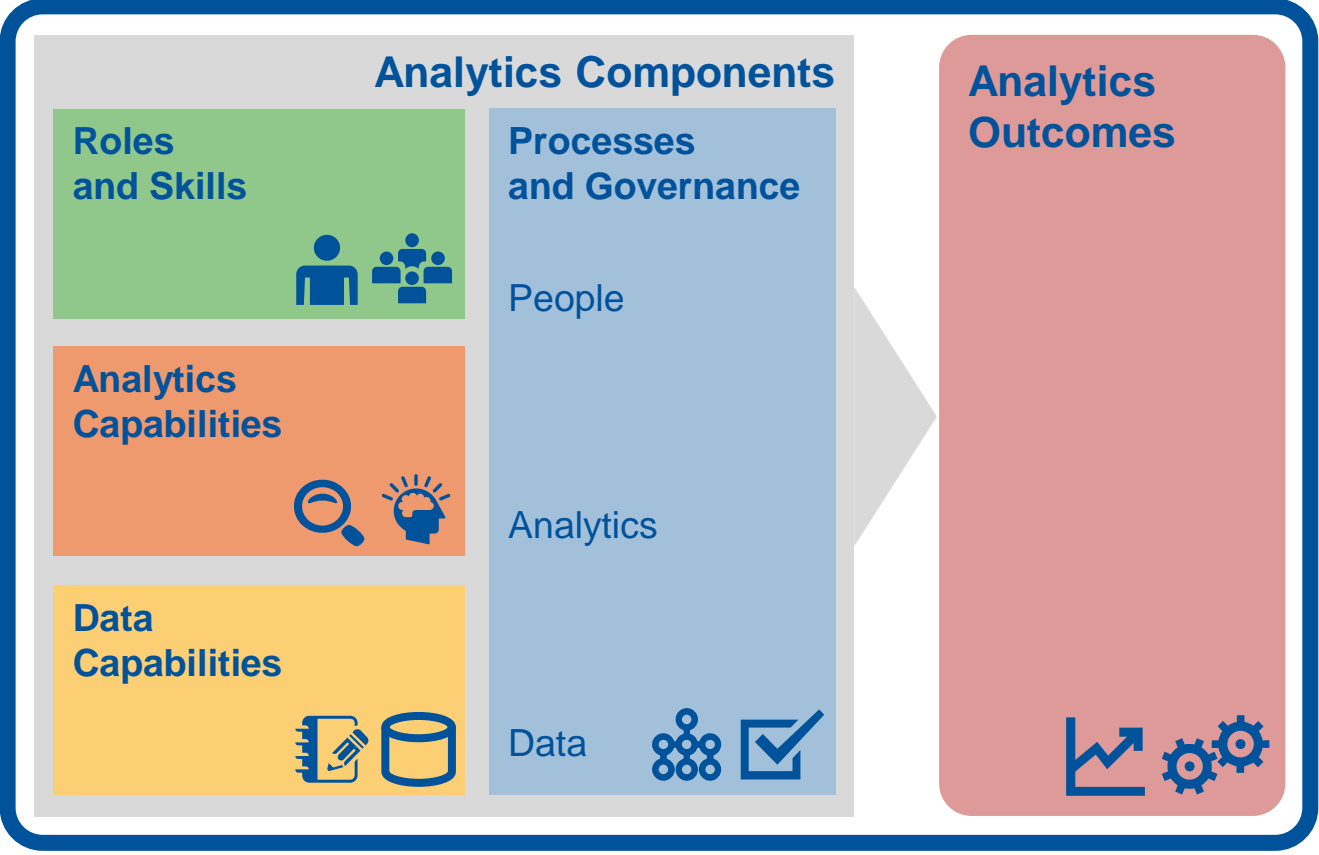 Analytics Components
Roles
and Skills
Analytics
Capabilities
Data
Capabilities
Processes
and Governance
People
Analytics
Data
Analytics
Outcomes